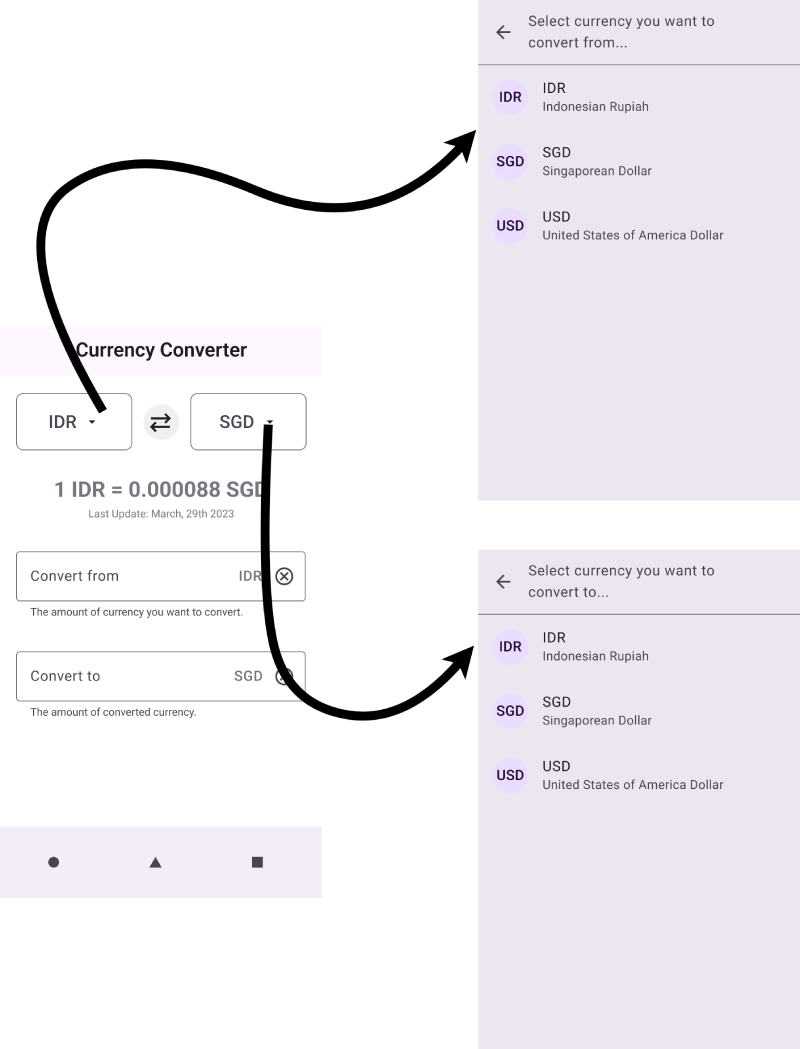 Select currency you want to
convert from...
IDR
IDR
Indonesian Rupiah
SGD
SGD
Singaporean Dollar
USD
USD
United States of America Dollar
Currency Converter
IDR
SGD
1 IDR = 0.000088 SGD
Last Update: March, 29th 2023
Convert from
IDR
The amount of currency you want to convert.
Convert to
SGD
The amount of converted currency.
Select currency you want to
convert to...
IDR
IDR
Indonesian Rupiah
SGD
SGD
Singaporean Dollar
USD
USD
United States of America Dollar